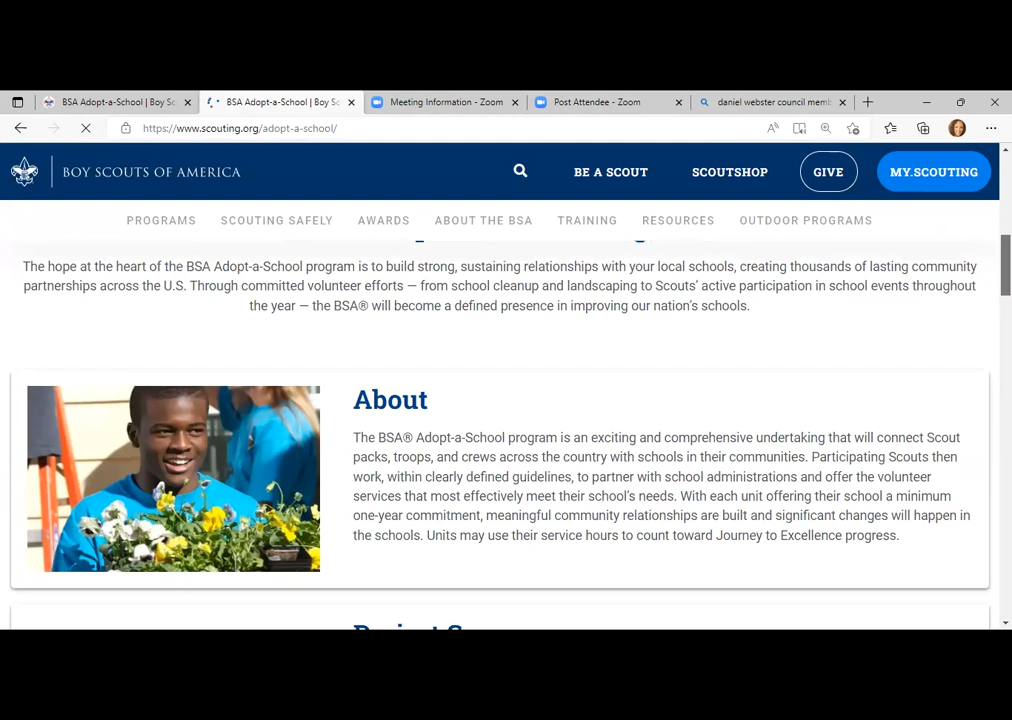 BSA Adopt-a-School | Boy Sc
BSA Adopt-a-School | Boy Sc
Meeting Information - Zoom
Post Attendee - Zoom
daniel webster council memb
https://www.scouting.org/adopt-a-school/
BOY SCOUTS OF AMERICA
BE A SCOUT
SCOUTSHOP
GIVE
MY.SCOUTING
PROGRAMS
SCOUTING SAFELY
AWARDS
ABOUT THE BSA
TRAINING
RESOURCES
OUTDOOR PROGRAMS
The hope at the heart of the BSA Adopt-a-School program is to build strong, sustaining relationships with your local schools, creating thousands of lasting community
partnerships across the U.S. Through committed volunteer efforts — from school cleanup and landscaping to Scouts’ active participation in school events throughout
the year — the BSA® will become a defined presence in improving our nation’s schools.
About
The BSA® Adopt-a-School program is an exciting and comprehensive undertaking that will connect Scout
packs, troops, and crews across the country with schools in their communities. Participating Scouts then
work, within clearly defined guidelines, to partner with school administrations and offer the volunteer
services that most effectively meet their school’s needs. With each unit offering their school a minimum
one-year commitment, meaningful community relationships are built and significant changes will happen in
the schools. Units may use their service hours to count toward Journey to Excellence progress.